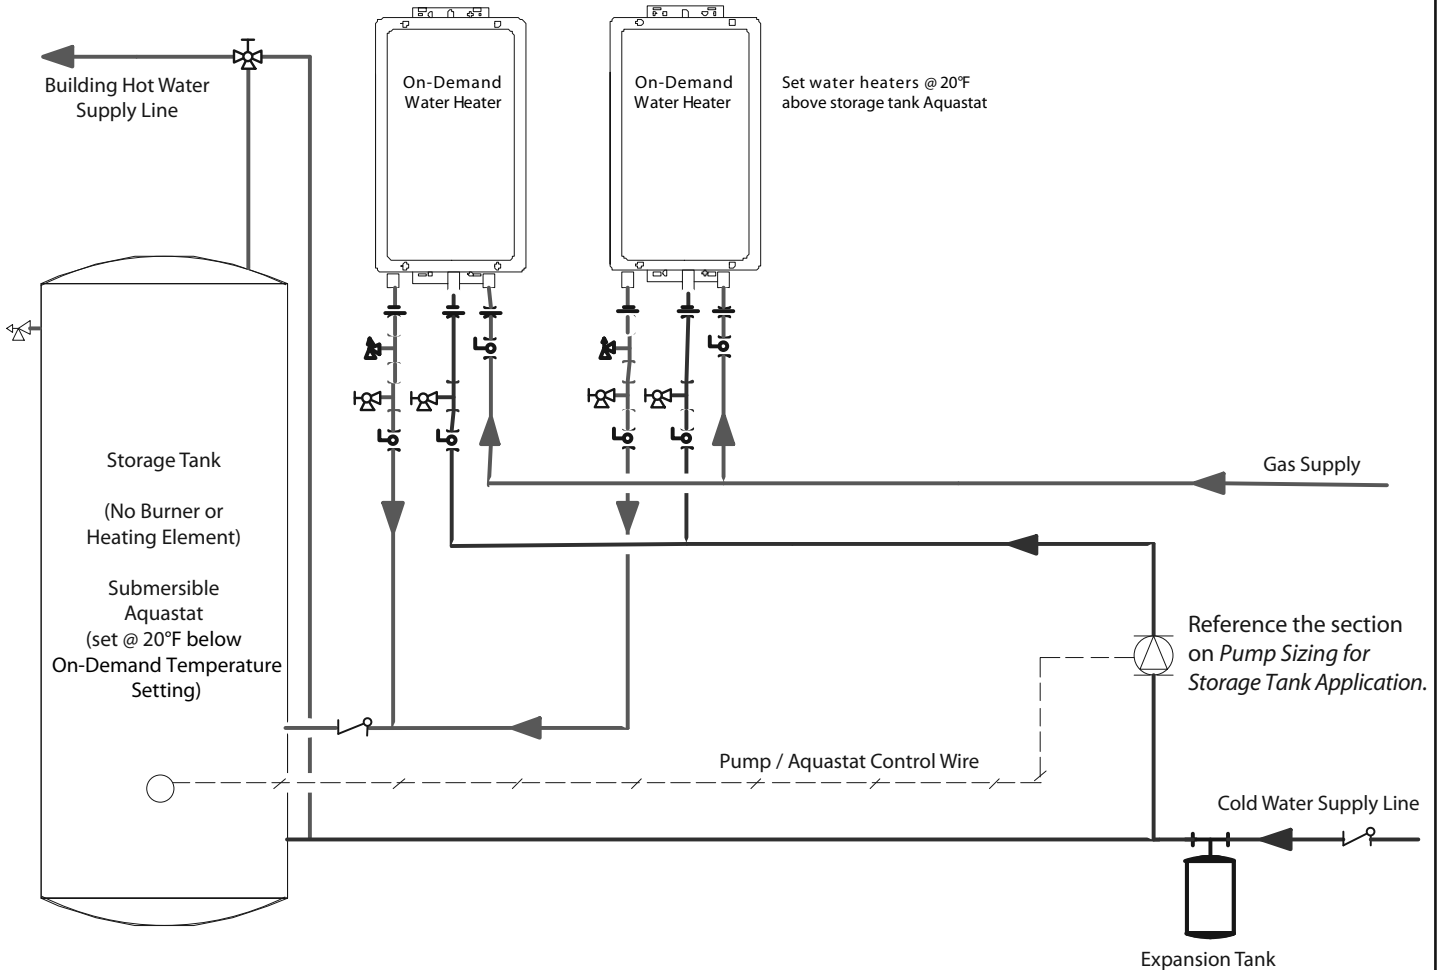 Building Hot Water
Supply Line
On-Demand
Water Heater
On-Demand
Water Heater
Set water heaters @ 20°F
above storage tank Aquastat
Storage Tank
(No Burner or
Heating Element)
Submersible
Aquastat
(set @ 20°F below
On-Demand Temperature
Setting)
Gas Supply
Reference the section
on Pump Sizing for
Storage Tank Application.
Pump / Aquastat Control Wire
Cold Water Supply Line
Expansion Tank